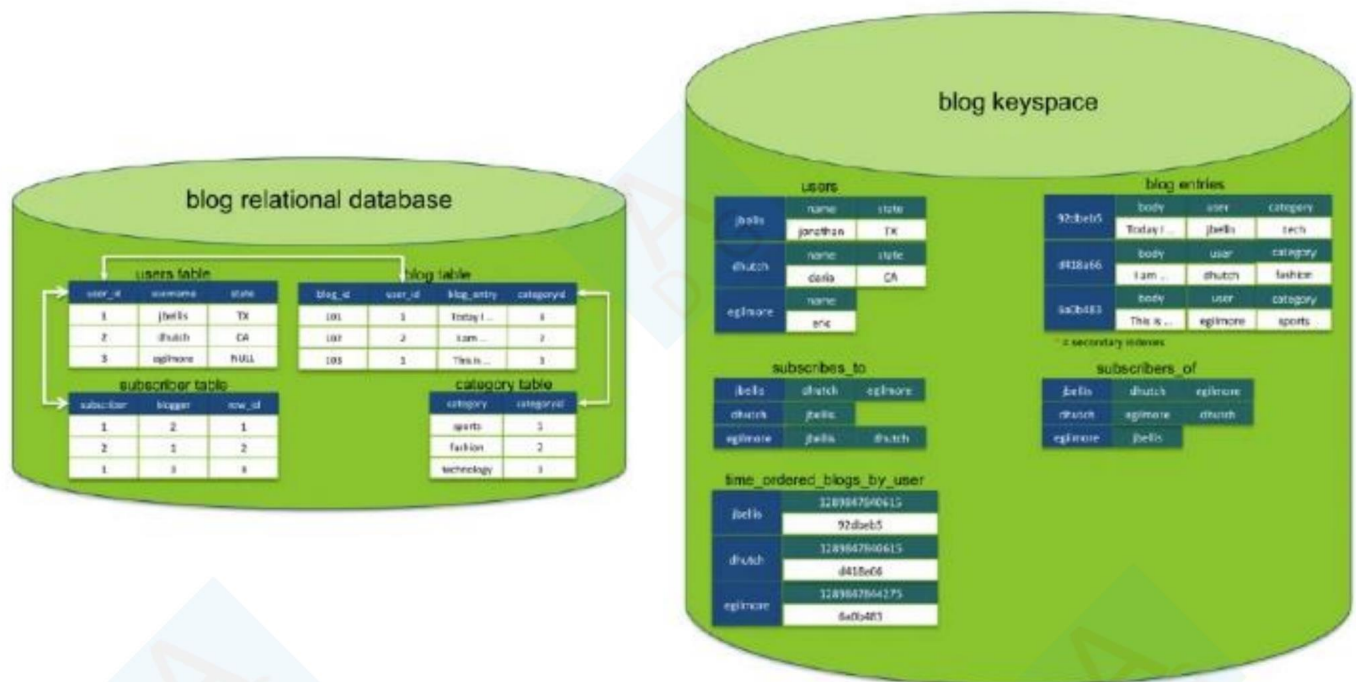 blog relational database
users table
user_id username state
1 jbellis TX
2 dhutch CA
3 egilmore NULL
blog table
blog_id user_id blog_entry categoryid
101 1 Today I ...
102 2 I am ... 2
103 This is ...
subscriber table
subscriber blogger row_id
1 2 1
2 1 2
1 3
category table
category categoryid
sports
fashion 2
technology 3
blog keyspace
users
jbellis name state
jonathan TX
dhutch name state
daria CA
egilmore name
eric
blog entries
92dbeb5 body user category
Today I ... jbellis tech
d418a66 body user category
I am ... dhutch fashion
6a0b483 body user category
This is ... egilmore sports
* = secondary indexes
subscribes_to
jbellis dhutch egilmore
dhutch jbellis
egilmore jbellis dhutch
subscribers_of
jbellis dhutch egilmore
dhutch egilmore dhutch
egilmore jbellis
time_ordered_blogs_by_user
jbellis 1289847840615
92dbeb5
dhutch 1289847840615
d418a66
egilmore 1289847844275
6a0b483